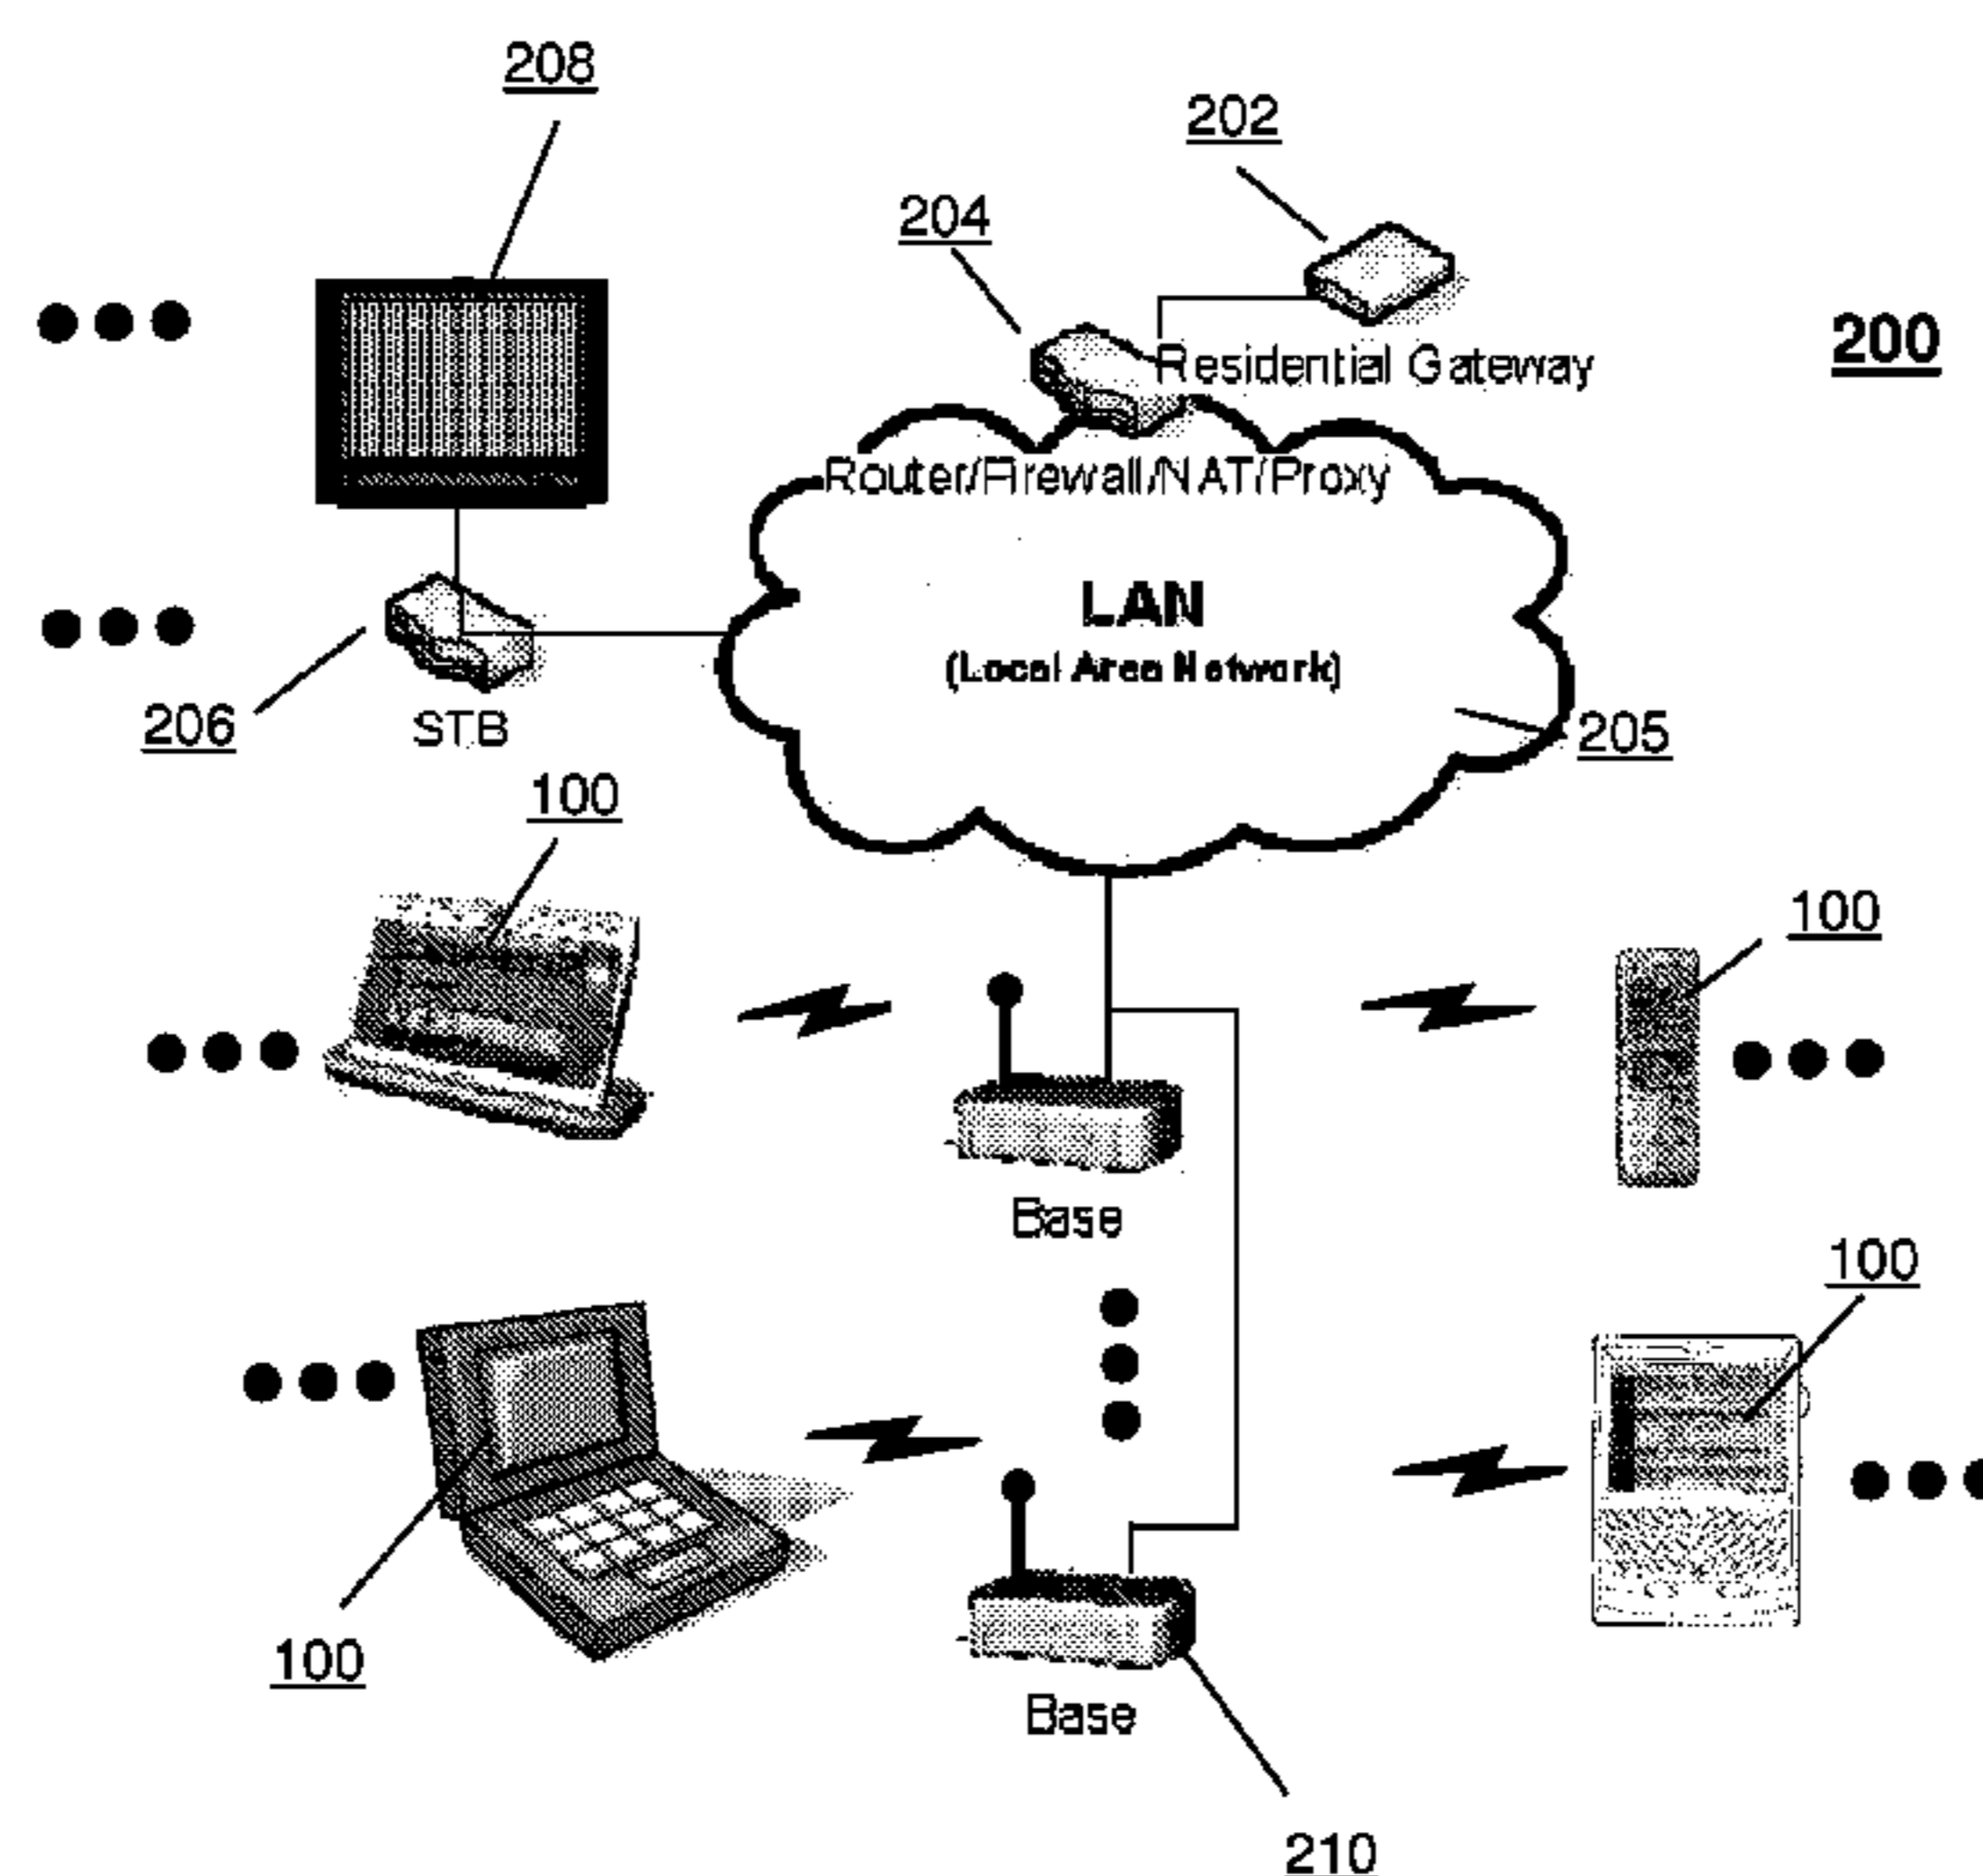 208
202
204
200
Residential Gateway
Router/Firewall/NAT/Proxy
LAN
(Local Area Network)
206
STB
205
100
100
Base
100
100
Base
210